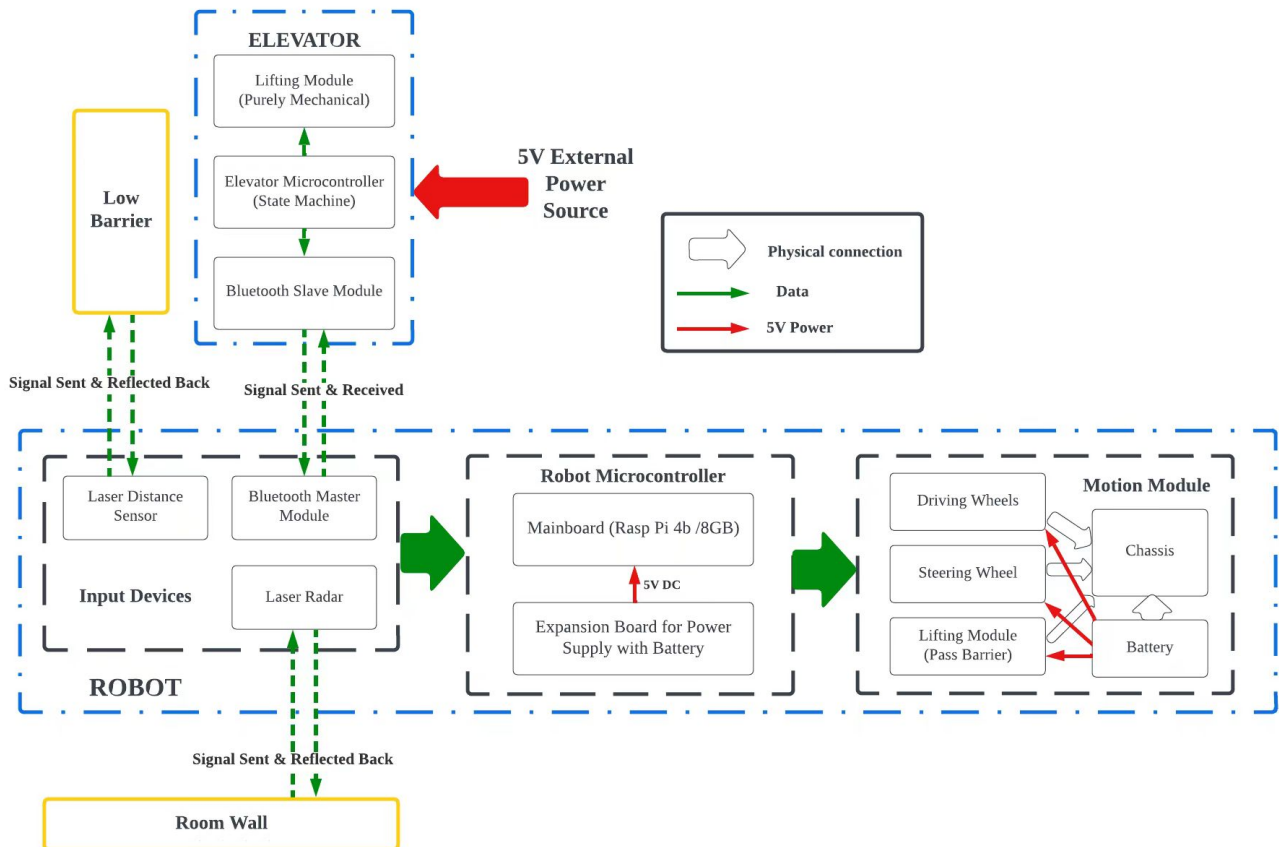 ELEVATOR
Lifting Module
(Purely Mechanical)
Elevator Microcontroller
(State Machine)
Bluetooth Slave Module
5V External
Power
Source
Low
Barrier
Physical connection
Data
5V Power
Signal Sent & Reflected Back
Signal Sent & Received
Laser Distance
Sensor
Bluetooth Master
Module
Input Devices
Laser Radar
ROBOT
Robot Microcontroller
Mainboard (Rasp Pi 4b /8GB)
5V DC
Expansion Board for Power
Supply with Battery
Motion Module
Driving Wheels
Steering Wheel
Lifting Module
(Pass Barrier)
Chassis
Battery
Signal Sent & Reflected Back
Room Wall